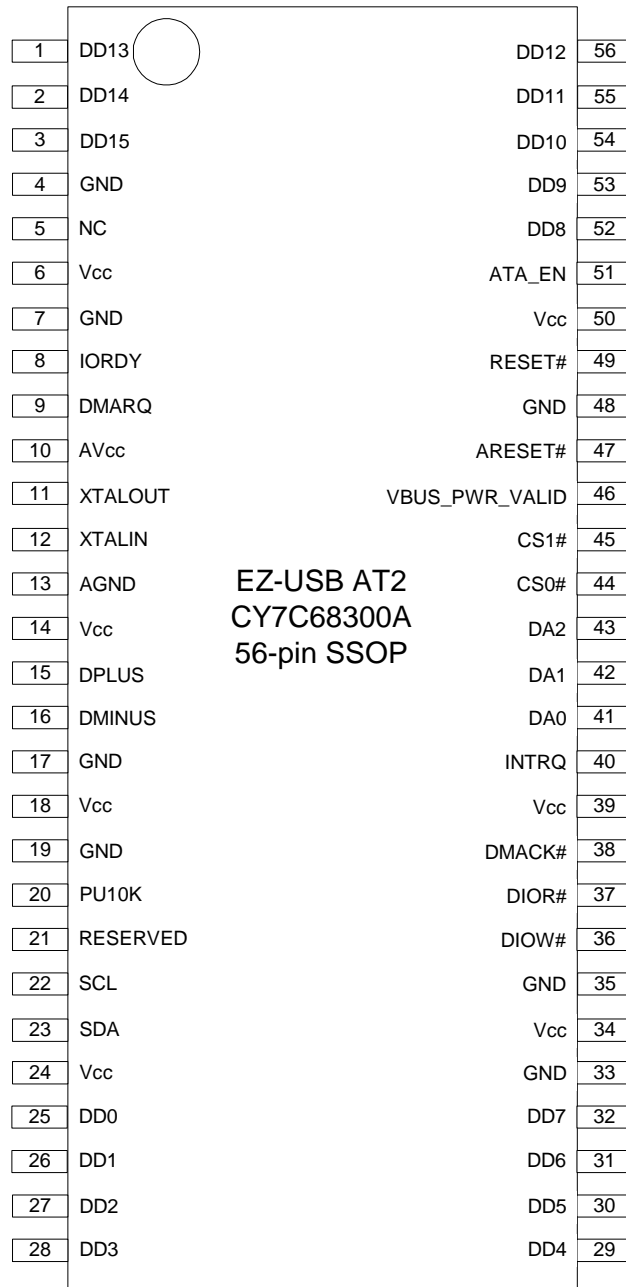 1 DD13 DD12 56
2 DD14 DD11 55
3 DD15 DD10 54
4 GND DD9 53
5 NC DD8 52
6 Vcc ATA_EN 51
7 GND Vcc 50
8 IORDY RESET# 49
9 DMARQ GND 48
10 AVcc ARESET# 47
11 XTALOUT VBUS_PWR_VALID 46
12 XTALIN CS1# 45
13 AGND EZ-USB AT2 CS0# 44
CY7C68300A
14 Vcc DA2 43
56-pin SSOP
15 DPLUS DA1 42
16 DMINUS DA0 41
17 GND INTRQ 40
18 Vcc Vcc 39
19 GND DMACK# 38
20 PU10K DIOR# 37
21 RESERVED DIOW# 36
22 SCL GND 35
23 SDA Vcc 34
24 Vcc GND 33
25 DD0 DD7 32
26 DD1 DD6 31
27 DD2 DD5 30
28 DD3 DD4 29